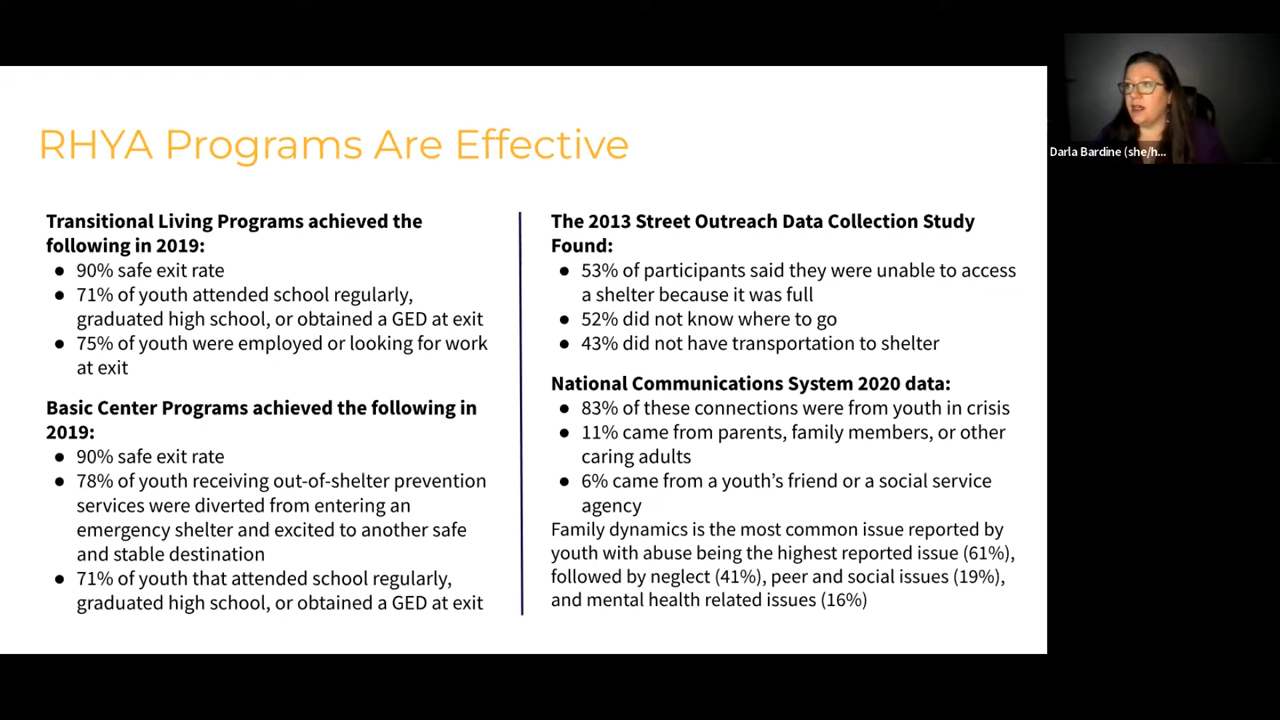 RHYA Programs Are Effective
Transitional Living Programs achieved the
following in 2019:
● 90% safe exit rate
● 71% of youth attended school regularly,
graduated high school, or obtained a GED at exit
● 75% of youth were employed or looking for work
at exit
Basic Center Programs achieved the following in
2019:
● 90% safe exit rate
● 78% of youth receiving out-of-shelter prevention
services were diverted from entering an
emergency shelter and excited to another safe
and stable destination
● 71% of youth that attended school regularly,
graduated high school, or obtained a GED at exit
The 2013 Street Outreach Data Collection Study
Found:
● 53% of participants said they were unable to access
a shelter because it was full
● 52% did not know where to go
● 43% did not have transportation to shelter
National Communications System 2020 data:
● 83% of these connections were from youth in crisis
● 11% came from parents, family members, or other
caring adults
● 6% came from a youth’s friend or a social service
agency
Family dynamics is the most common issue reported by
youth with abuse being the highest reported issue (61%),
followed by neglect (41%), peer and social issues (19%),
and mental health related issues (16%)
Darla Bardine (she/h...